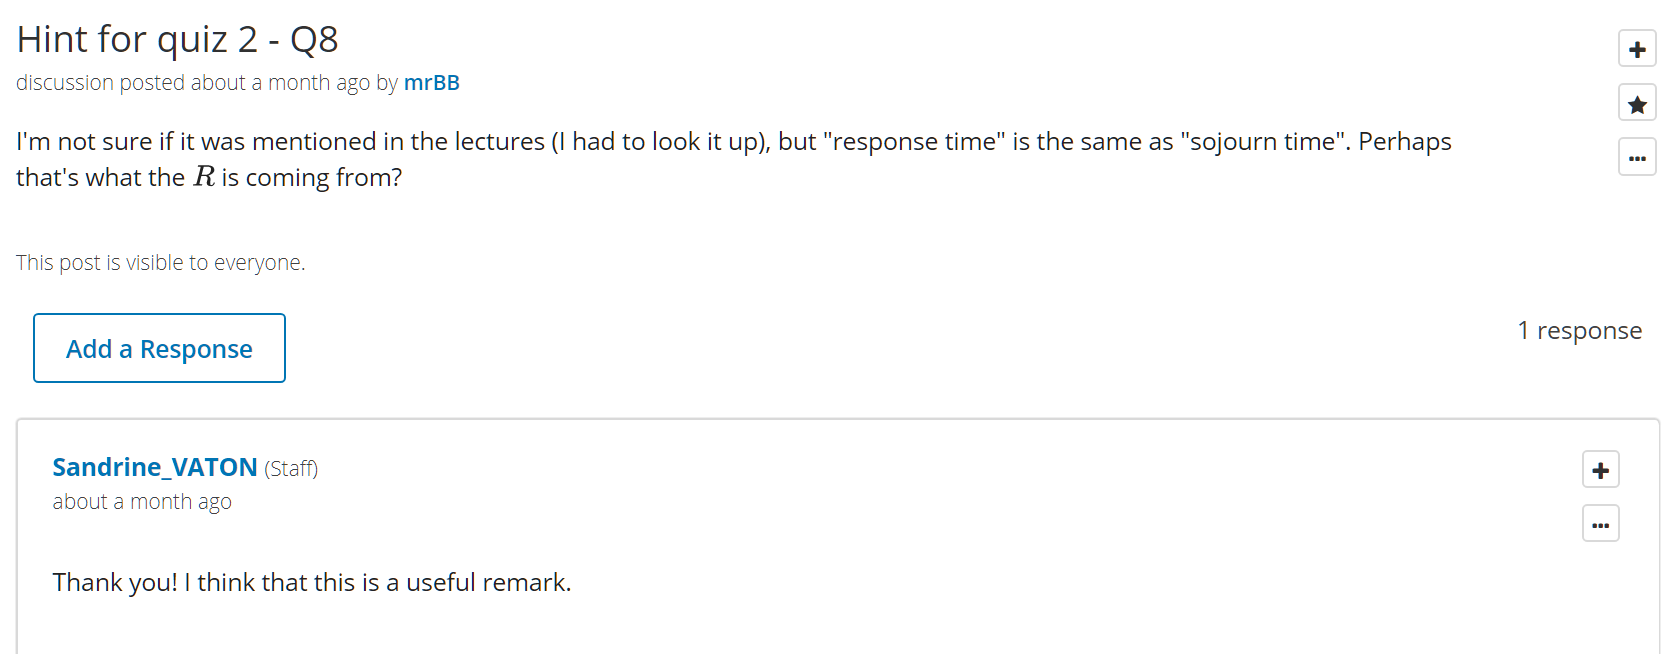 Hint for quiz 2 - Q8
discussion posted about a month ago by mrBB
I'm not sure if it was mentioned in the lectures (I had to look it up), but "response time" is the same as "sojourn time". Perhaps
that's what the R is coming from?
This post is visible to everyone.
Add a Response
1 response
Sandrine_VATON (Staff)
about a month ago
Thank you! I think that this is a useful remark.